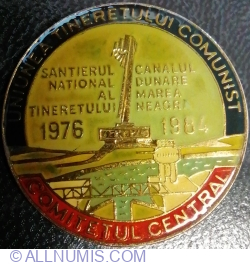 UNIUNEA TINERETULUI COMUNIST
SANTIERUL
NATIONAL
AL
TINERETULUI
CANALUL
DUNARE
MAREA
NEAGRA
1976
1984
COMITETUL CENTRAL
© ALLNUMIS.COM